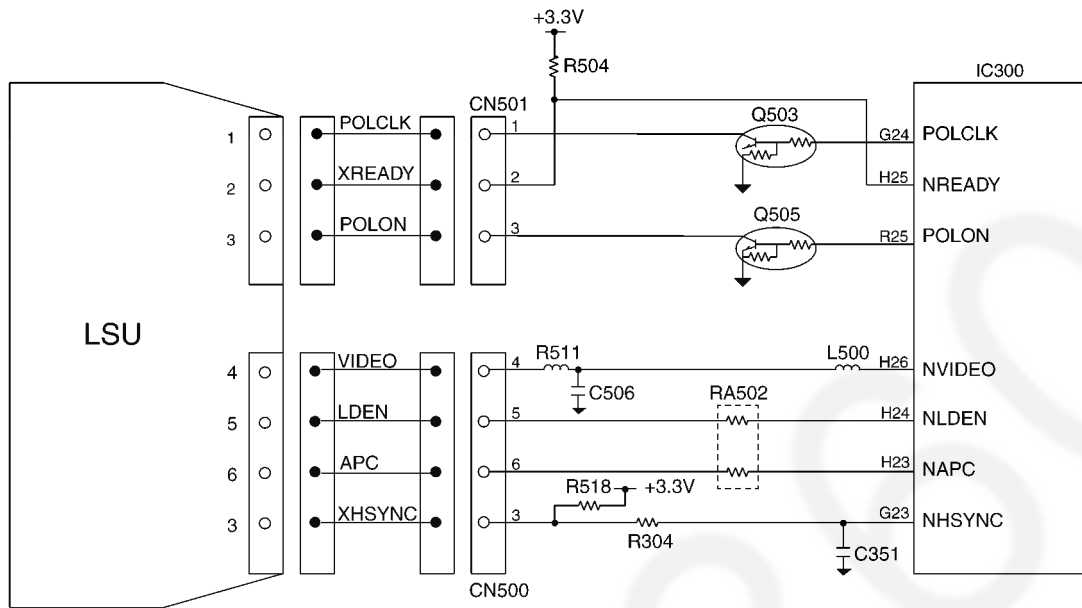 +3.3V
R504
IC300
CN501
1 POLCLK 1 Q503 G24 POLCLK
2 XREADY 2 H25 NREADY
3 POLON 3 Q505 R25 POLON
LSU
4 VIDEO 4 R511 L500 H26 NVIDEO
C506 RA502
5 LDEN 5 H24 NLDEN
6 APC 6 H23 NAPC
R518 +3.3V
3 XHSYNC 3 G23 NHSYNC
R304 C351
CN500